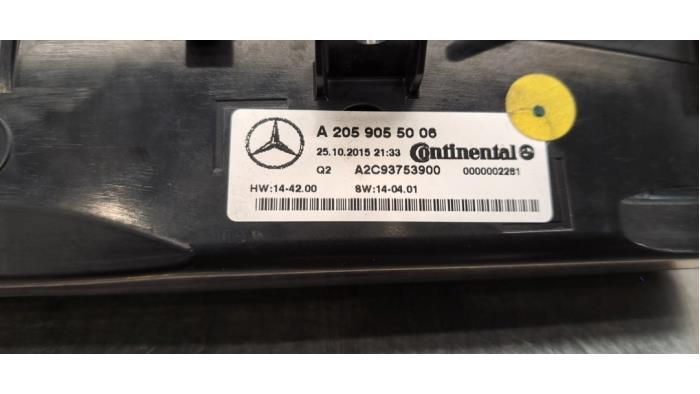 A 205 905 50 06
25.10.2015 21:33 Continental
Q2 A2C93753900 0000002281
HW:14-42.00 SW:14-04.01